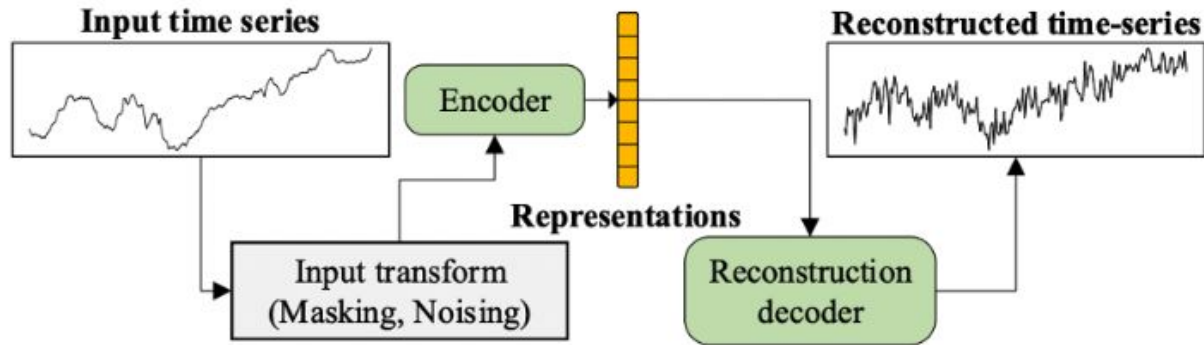 Input time series
Reconstructed time-series
Encoder
Representations
Input transform
(Masking, Noising)
Reconstruction
decoder